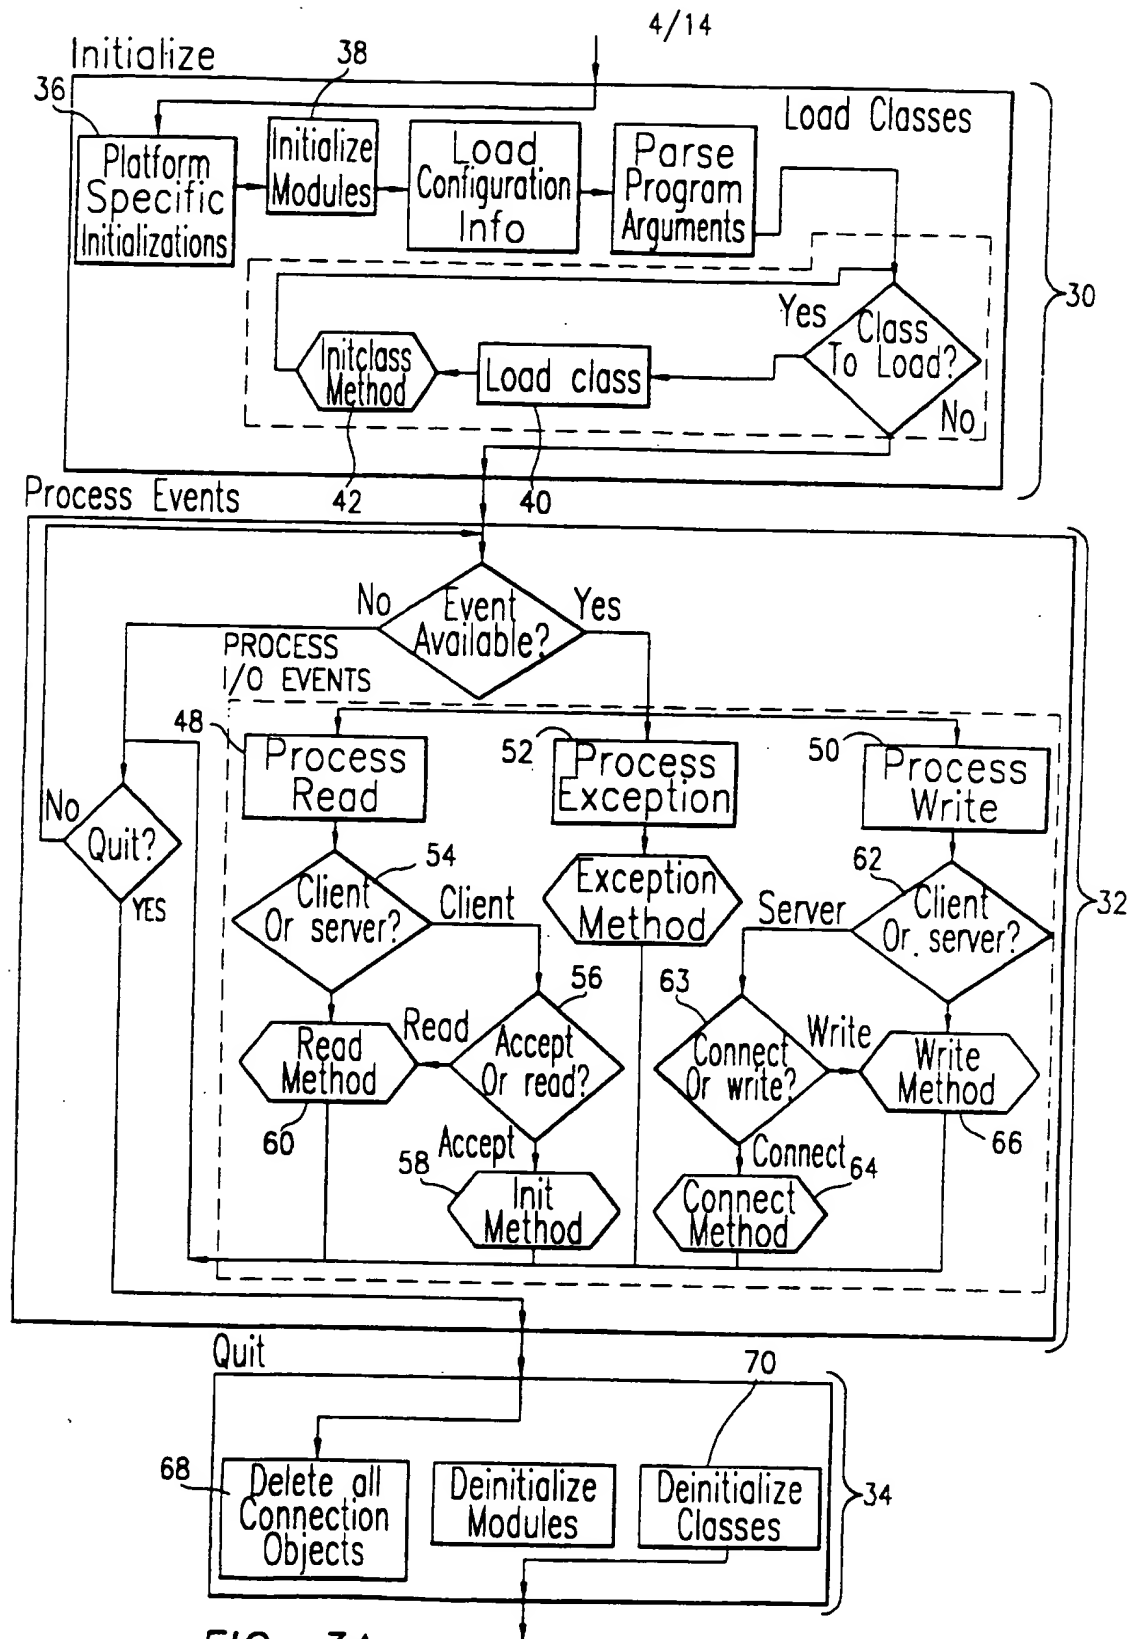 4/14
Initialize
38
36
Load Classes
Platform
Specific
Initializations
Initialize
Modules
Load
Configuration
Info
Parse
Program
Arguments
30
Yes
Class
To Load?
No
Initclass
Method
Load class
42
40
Process Events
No
Event
Available?
Yes
PROCESS
I/O EVENTS
48
Process
Read
52
Process
Exception
50
Process
Write
No
Quit?
YES
54
Client
Or server?
Client
Exception
Method
Server
62
Client
Or. server?
32
56
63
Read
Method
Read
Accept
Or read?
Connect
Or write?
Write
Write
Method
60
66
Accept
58
Init
Method
Connect
64
Connect
Method
Quit
70
68
Delete all
Connection
Objects
Deinitialize
Modules
Deinitialize
Classes
34